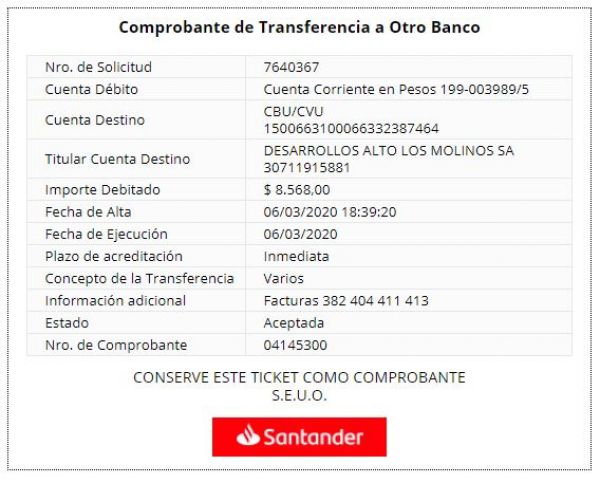 Comprobante de Transferencia a Otro Banco
Nro. de Solicitud 7640367
Cuenta Débito Cuenta Corriente en Pesos 199-003989/5
Cuenta Destino CBU/CVU
1500663100066332387464
Titular Cuenta Destino DESARROLLOS ALTO LOS MOLINOS SA
30711915881
Importe Debitado $ 8.568,00
Fecha de Alta 06/03/2020 18:39:20
Fecha de Ejecución 06/03/2020
Plazo de acreditación Inmediata
Concepto de la Transferencia Varios
Información adicional Facturas 382 404 411 413
Estado Aceptada
Nro. de Comprobante 04145300
CONSERVE ESTE TICKET COMO COMPROBANTE
S.E.U.O.
Santander